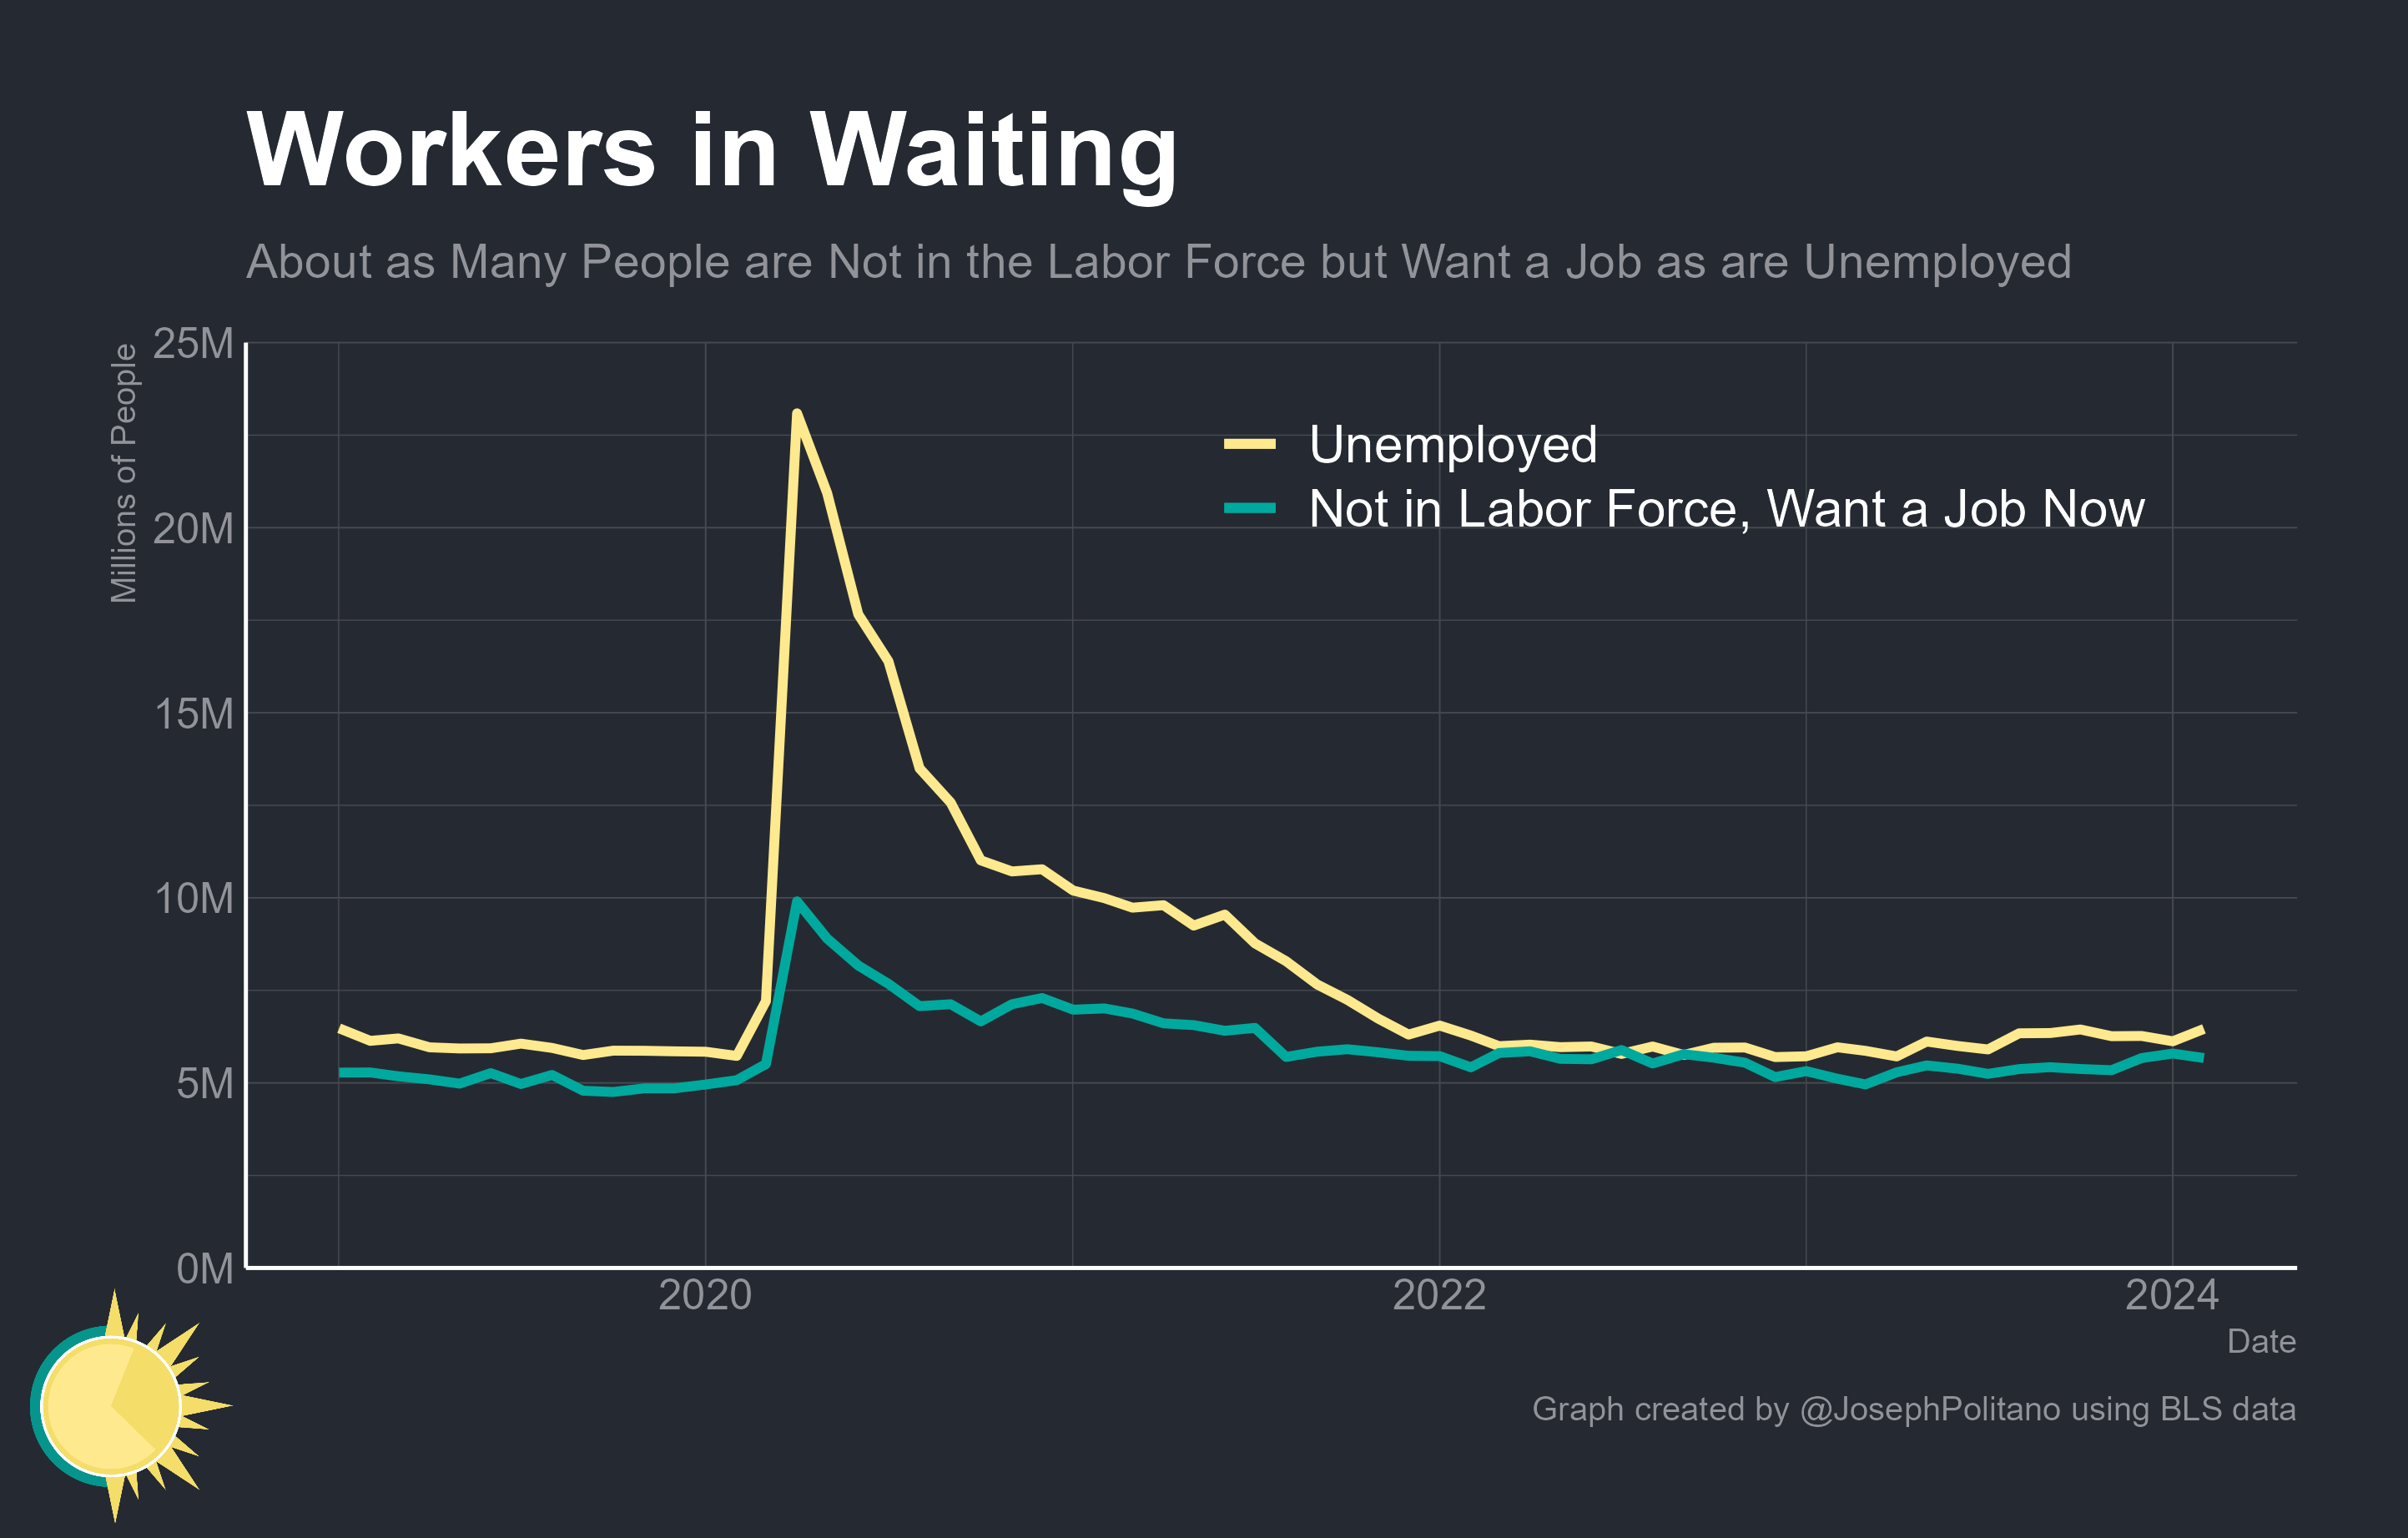 Workers in Waiting
About as Many People are Not in the Labor Force but Want a Job as are Unemployed
Millions of People
25M
20M
15M
10M
5M
0M
Unemployed
Not in Labor Force, Want a Job Now
2020
2022
2024
Date
Graph created by @JosephPolitano using BLS data